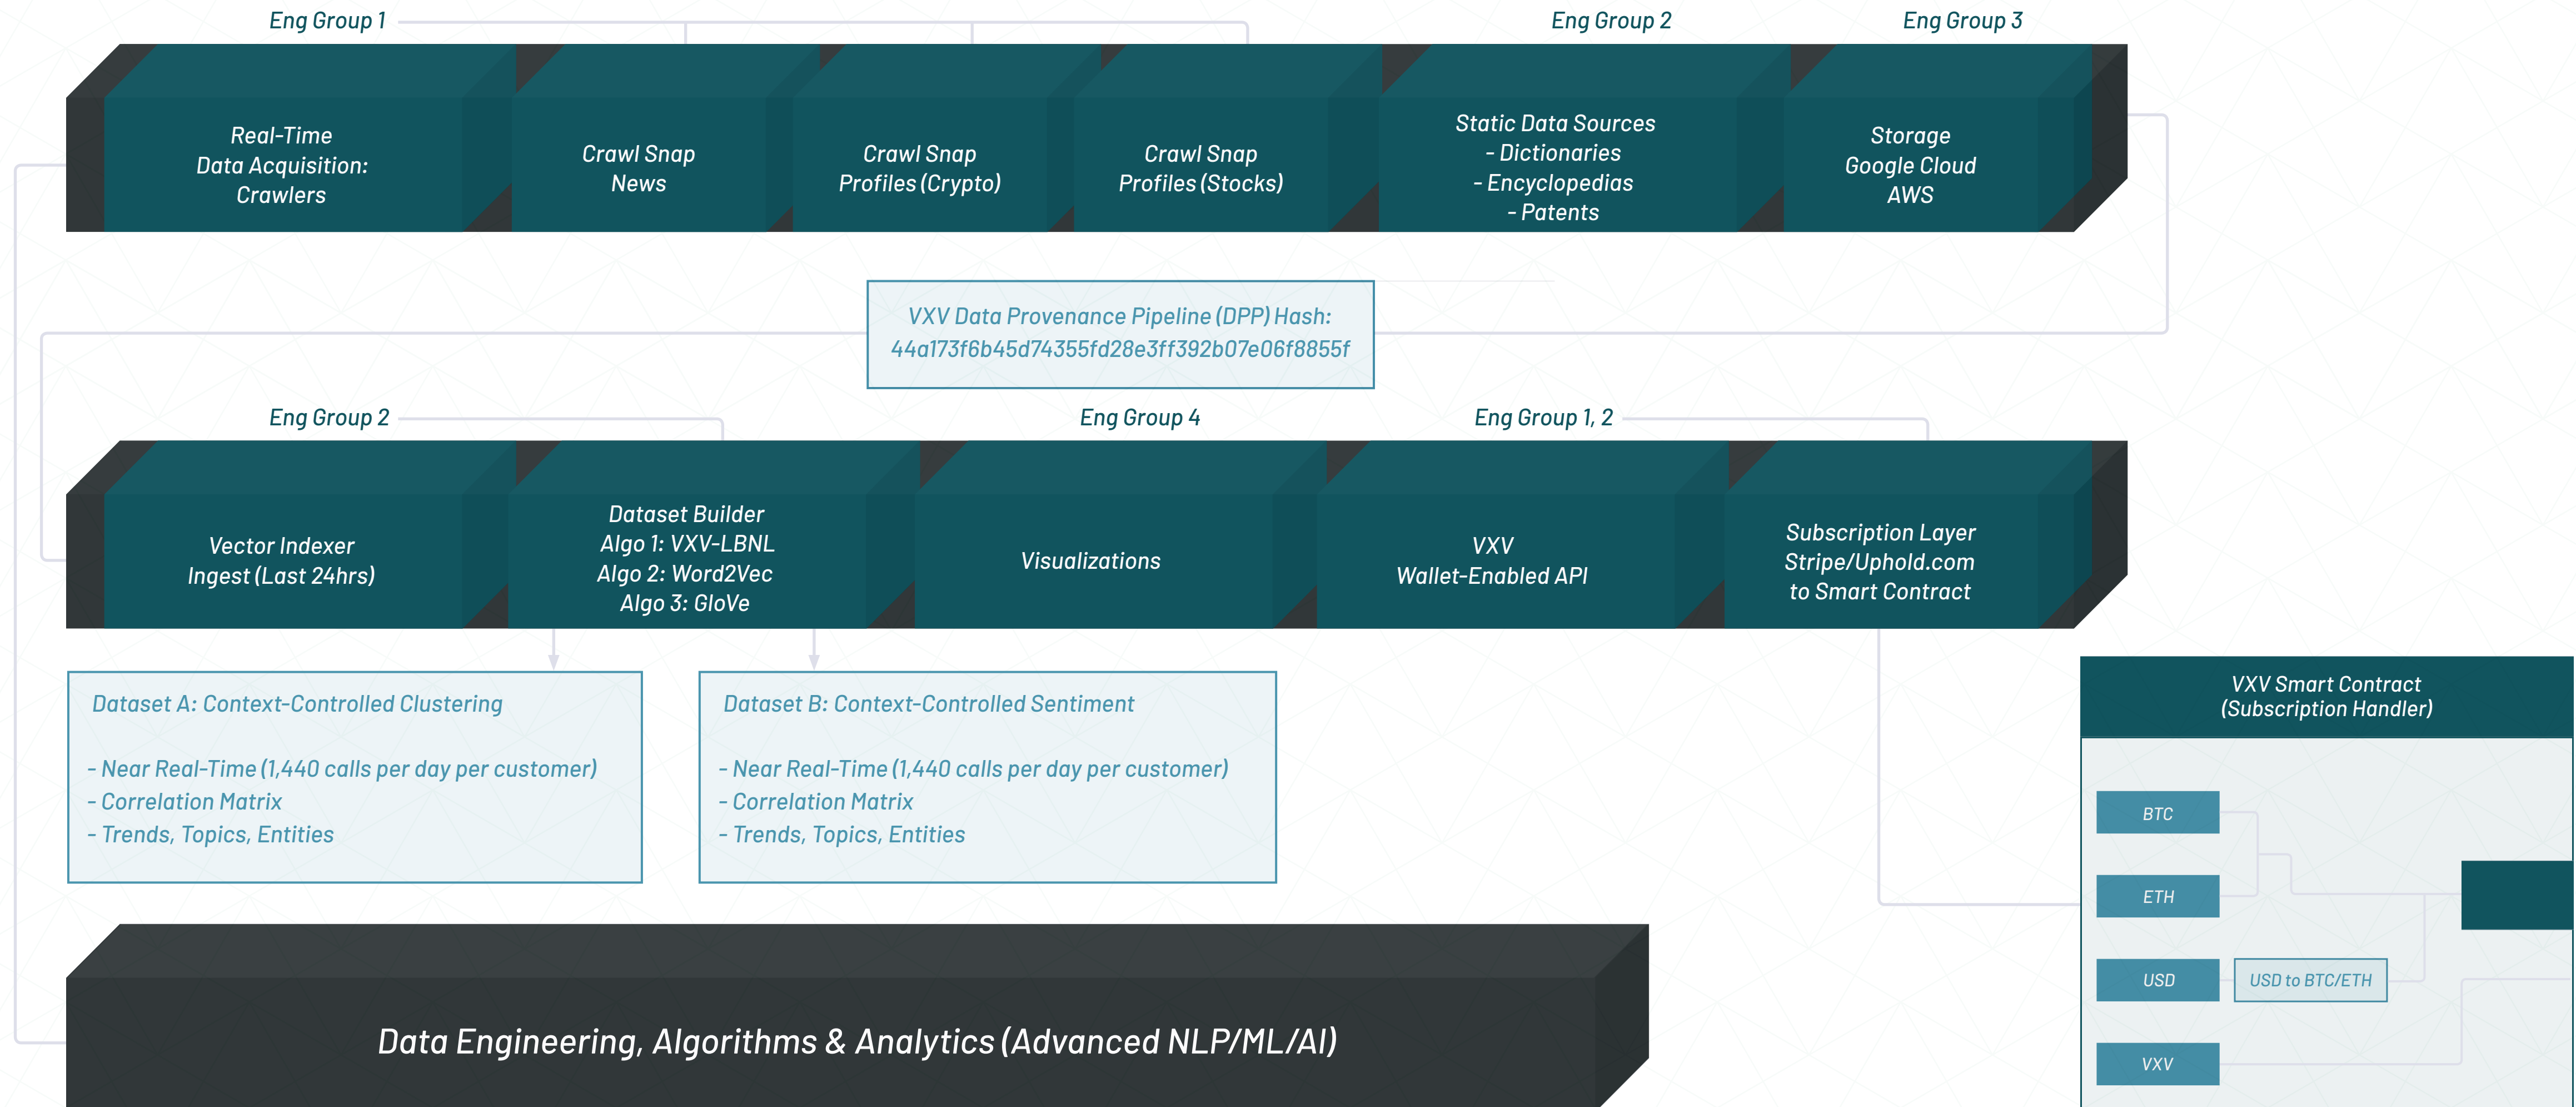 Eng Group 1
Eng Group 2
Eng Group 3
Real-Time
Data Acquisition:
Crawlers
Crawl Snap
News
Crawl Snap
Profiles (Crypto)
Crawl Snap
Profiles (Stocks)
Static Data Sources
- Dictionaries
- Encyclopedias
- Patents
Storage
Google Cloud
AWS
VXV Data Provenance Pipeline (DPP) Hash:
44a173f6b45d74355fd28e3ff392b07e06f8855f
Eng Group 2
Eng Group 4
Eng Group 1, 2
Vector Indexer
Ingest (Last 24hrs)
Dataset Builder
Algo 1: VXV-LBNL
Algo 2: Word2Vec
Algo 3: GloVe
Visualizations
VXV
Wallet-Enabled API
Subscription Layer
Stripe/Uphold.com
to Smart Contract
Dataset A: Context-Controlled Clustering
- Near Real-Time (1,440 calls per day per customer)
- Correlation Matrix
- Trends, Topics, Entities
Dataset B: Context-Controlled Sentiment
- Near Real-Time (1,440 calls per day per customer)
- Correlation Matrix
- Trends, Topics, Entities
VXV Smart Contract
(Subscription Handler)
BTC
ETH
USD
USD to BTC/ETH
VXV
Data Engineering, Algorithms & Analytics (Advanced NLP/ML/AI)